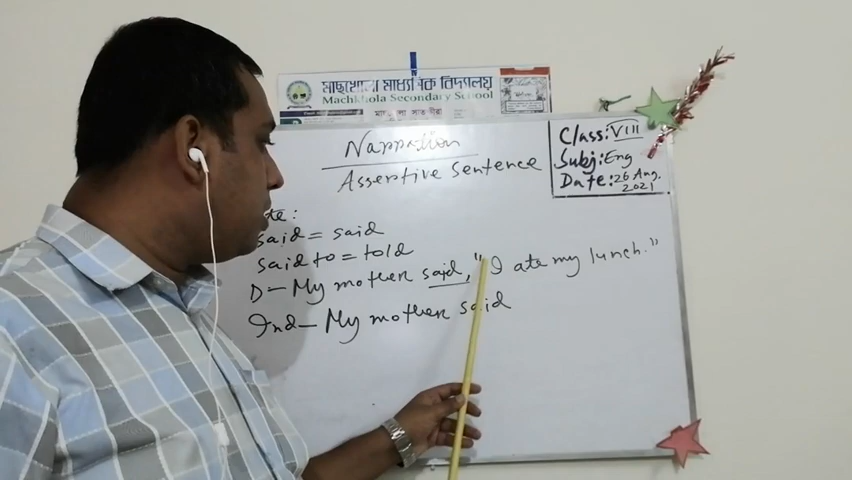 মাছখোলা মাধ্যমিক বিদ্যালয়
Machkhola Secondary School
Narration
Assertive Sentence
Class: VIII
Subj: Eng
Date: 26 Aug. 2021
said = said
said to = told
D– My mother said, "I ate my lunch."
Ind– My mother said